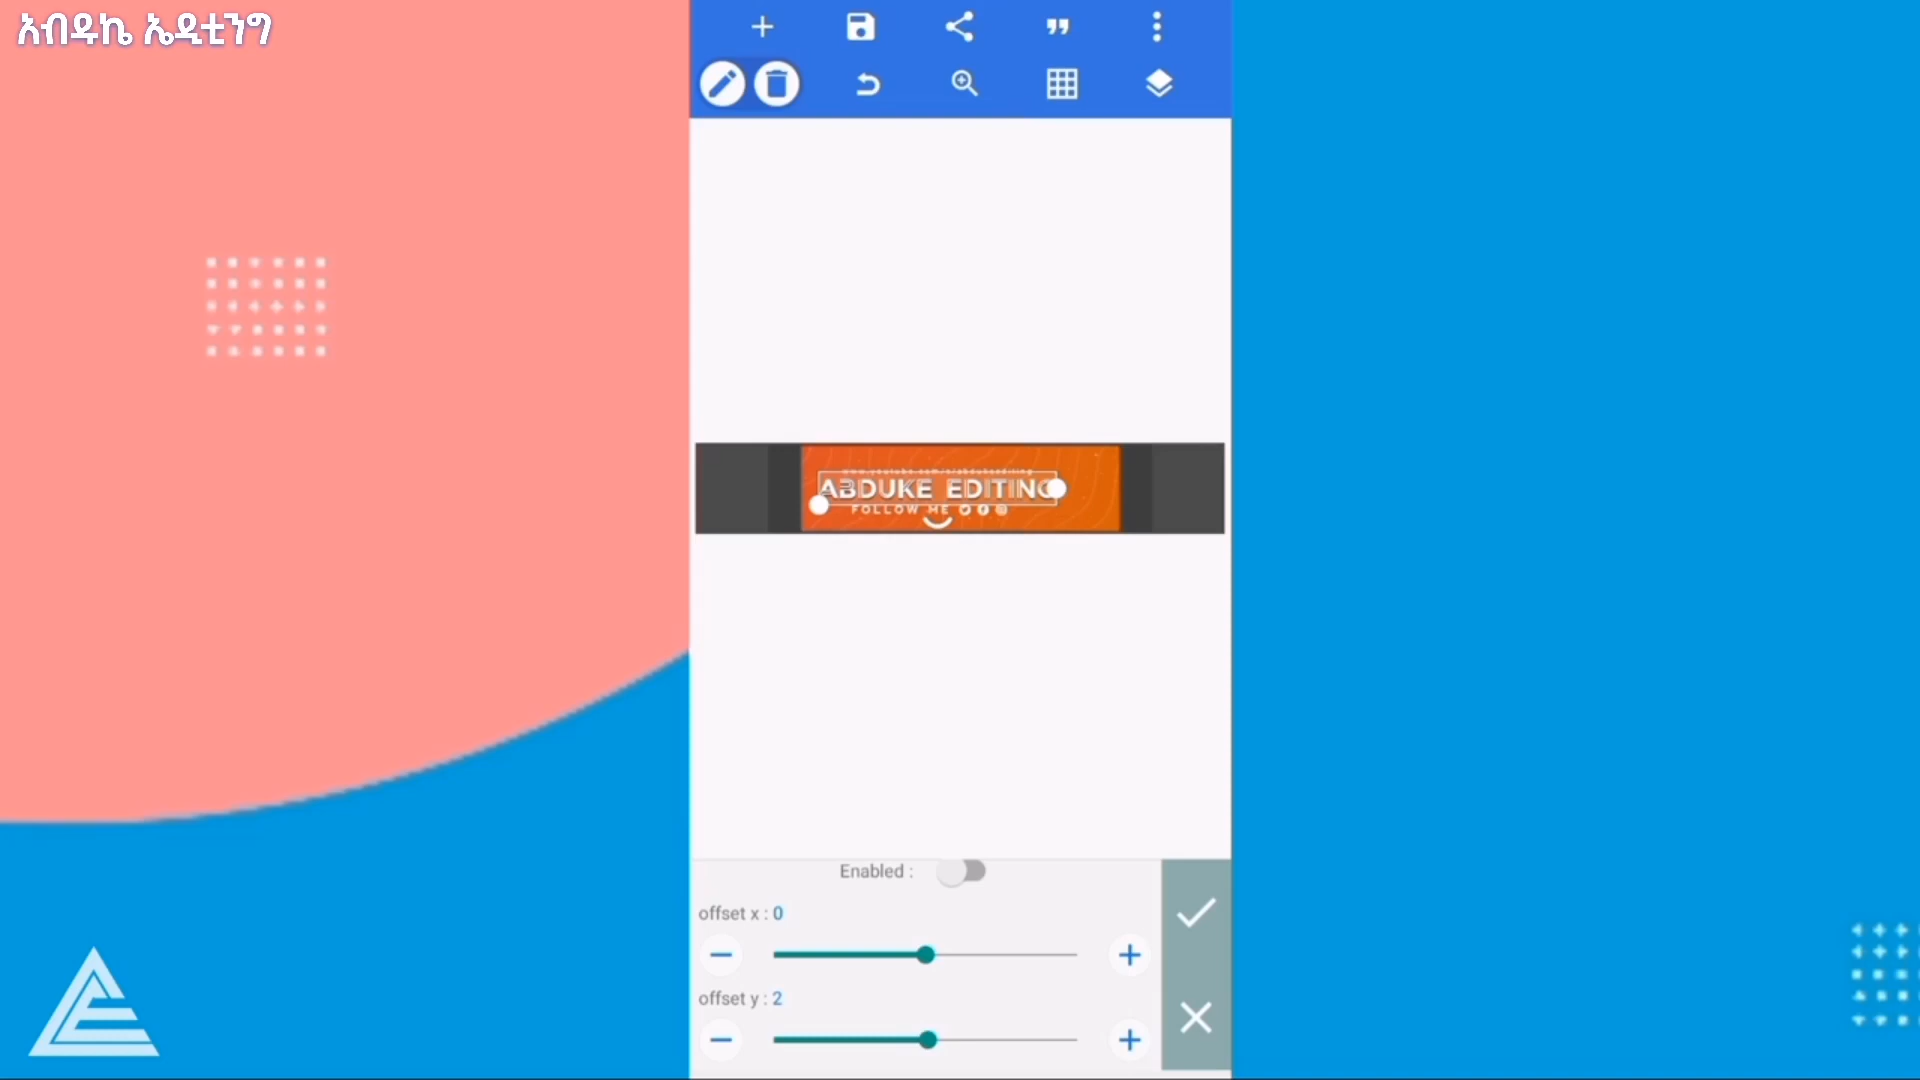 አብዱኬ ኤዲቲንግ
ABDUKE EDITING
FOLLOW ME
Enabled :
offset x : 0
offset y : 2